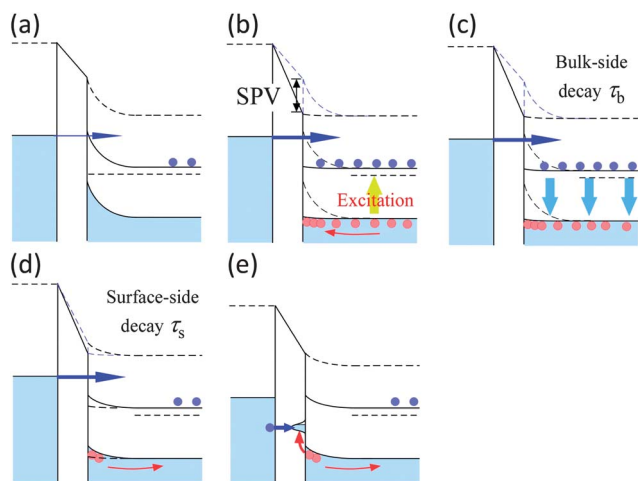 (a)
(b)
SPV
Excitation
(c)
Bulk-side
decay τb
(d)
Surface-side
decay τs
(e)